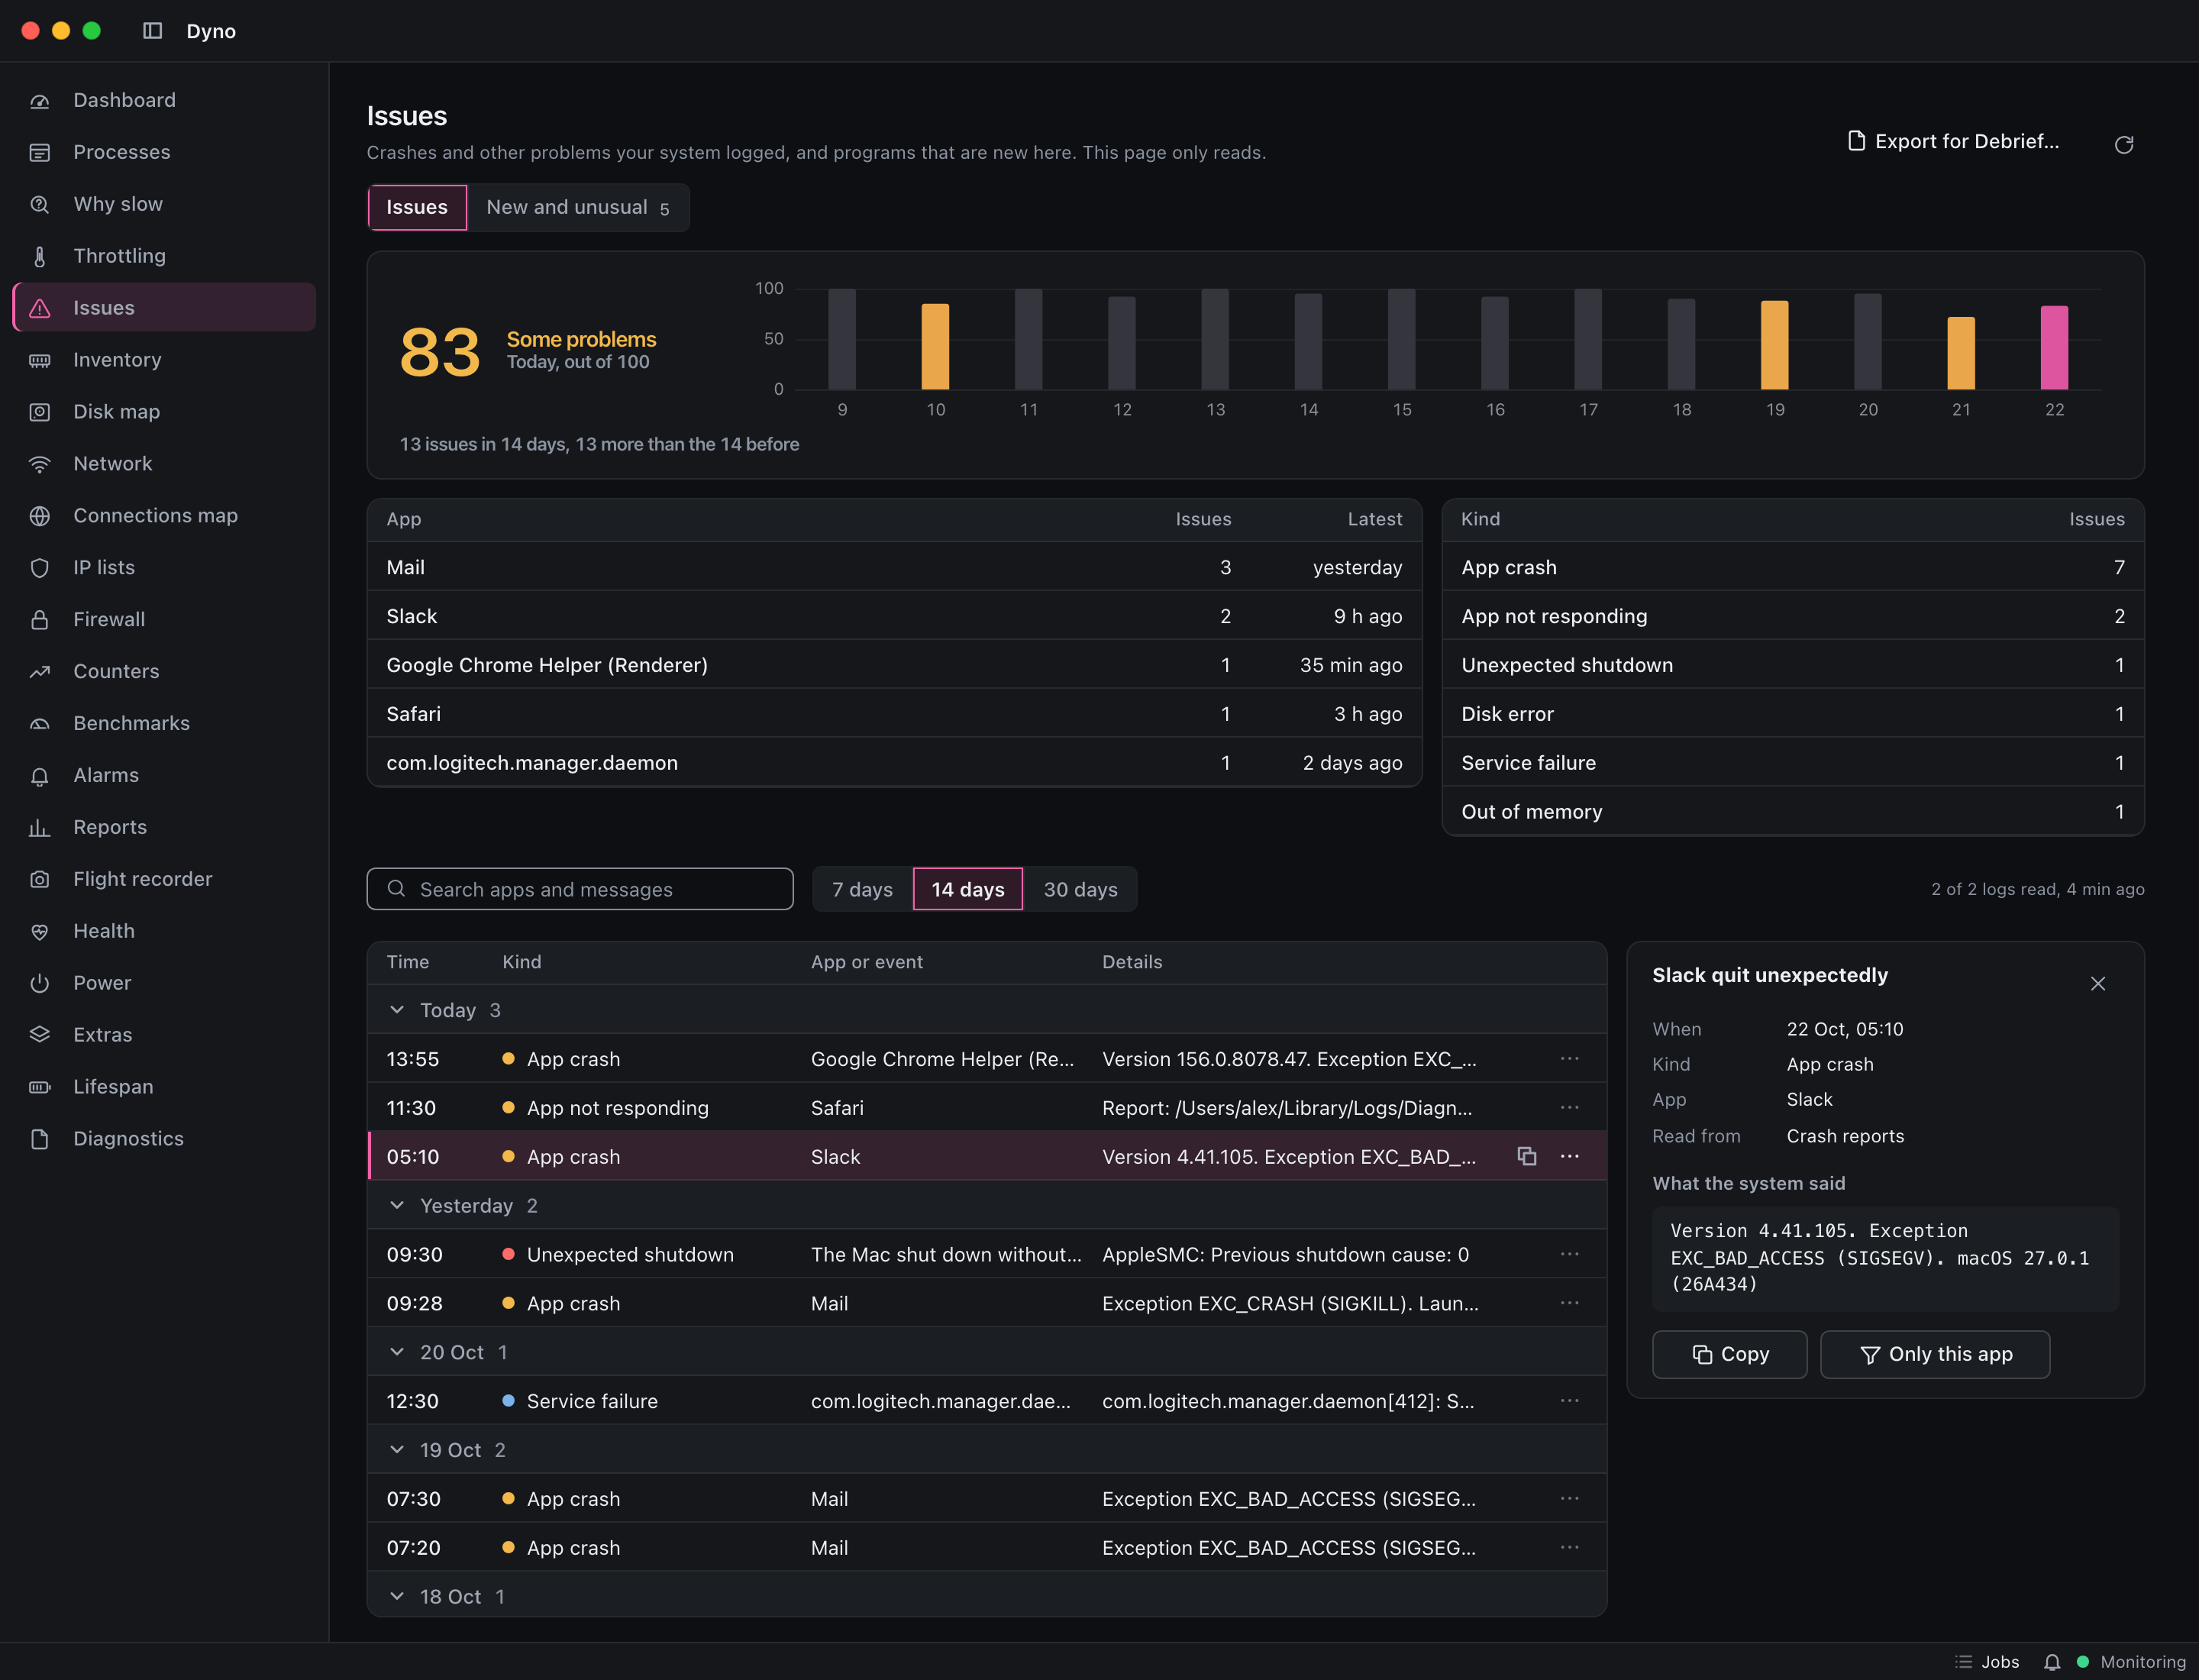 Dyno
Dashboard
Processes
Why slow
Throttling
Issues
Inventory
Disk map
Network
Connections map
IP lists
Firewall
Counters
Benchmarks
Alarms
Reports
Flight recorder
Health
Power
Extras
Lifespan
Diagnostics
Issues
Crashes and other problems your system logged, and programs that are new here. This page only reads.
Export for Debrief...
Issues New and unusual 5
83
Some problems
Today, out of 100
100
50
0
9 10 11 12 13 14 15 16 17 18 19 20 21 22
13 issues in 14 days, 13 more than the 14 before
App Issues Latest
Mail 3 yesterday
Slack 2 9 h ago
Google Chrome Helper (Renderer) 1 35 min ago
Safari 1 3 h ago
com.logitech.manager.daemon 1 2 days ago
Kind Issues
App crash 7
App not responding 2
Unexpected shutdown 1
Disk error 1
Service failure 1
Out of memory 1
Search apps and messages
7 days 14 days 30 days
2 of 2 logs read, 4 min ago
Time Kind App or event Details
Today 3
13:55 App crash Google Chrome Helper (Re... Version 156.0.8078.47. Exception EXC_...
11:30 App not responding Safari Report: /Users/alex/Library/Logs/Diagn...
05:10 App crash Slack Version 4.41.105. Exception EXC_BAD_...
Yesterday 2
09:30 Unexpected shutdown The Mac shut down without... AppleSMC: Previous shutdown cause: 0
09:28 App crash Mail Exception EXC_CRASH (SIGKILL). Laun...
20 Oct 1
12:30 Service failure com.logitech.manager.dae... com.logitech.manager.daemon[412]: S...
19 Oct 2
07:30 App crash Mail Exception EXC_BAD_ACCESS (SIGSEG...
07:20 App crash Mail Exception EXC_BAD_ACCESS (SIGSEG...
18 Oct 1
Slack quit unexpectedly
When 22 Oct, 05:10
Kind App crash
App Slack
Read from Crash reports
What the system said
Version 4.41.105. Exception
EXC_BAD_ACCESS (SIGSEGV). macOS 27.0.1
(26A434)
Copy Only this app
Jobs Monitoring